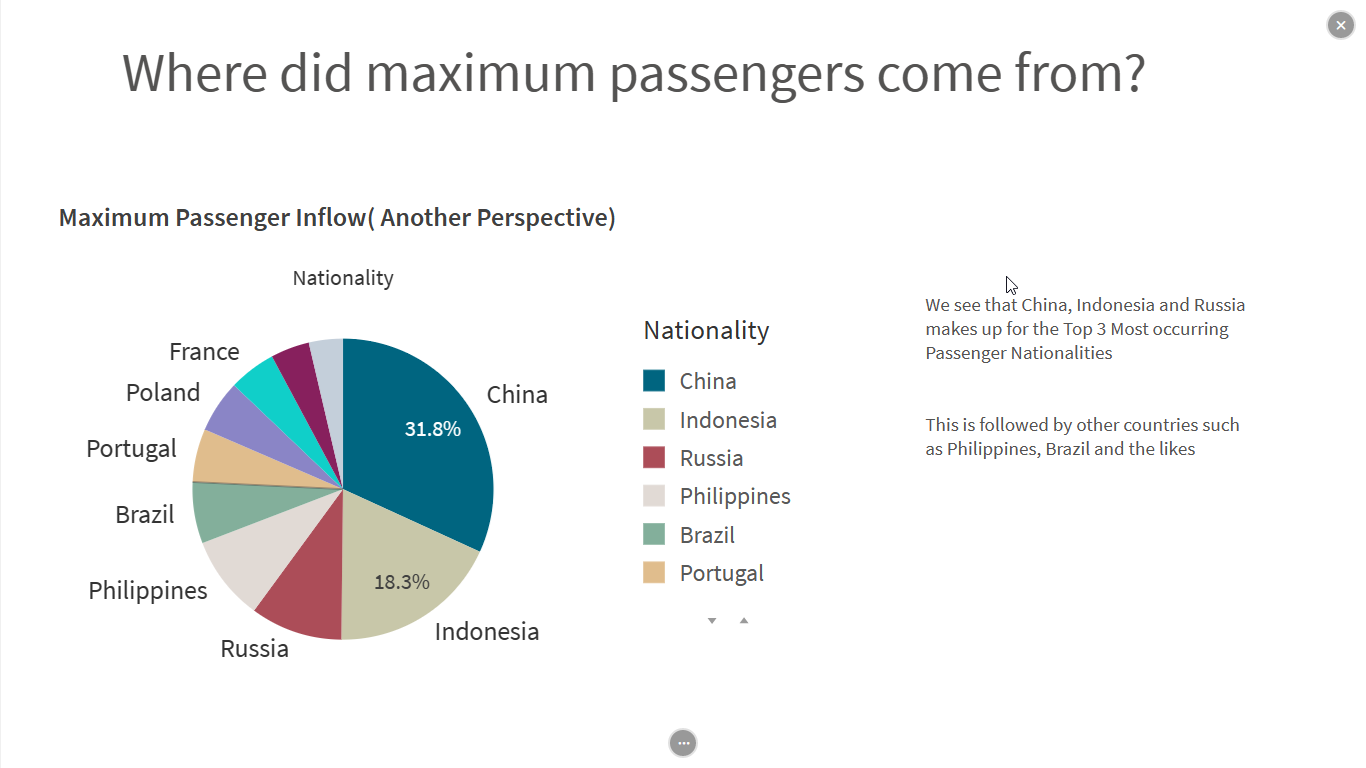 Where did maximum passengers come from?
Maximum Passenger Inflow( Another Perspective)
Nationality
France
Poland
Portugal
Brazil
Philippines
Russia
Indonesia
China
31.8%
18.3%
Nationality
China
Indonesia
Russia
Philippines
Brazil
Portugal
We see that China, Indonesia and Russia
makes up for the Top 3 Most occurring
Passenger Nationalities
This is followed by other countries such
as Philippines, Brazil and the likes